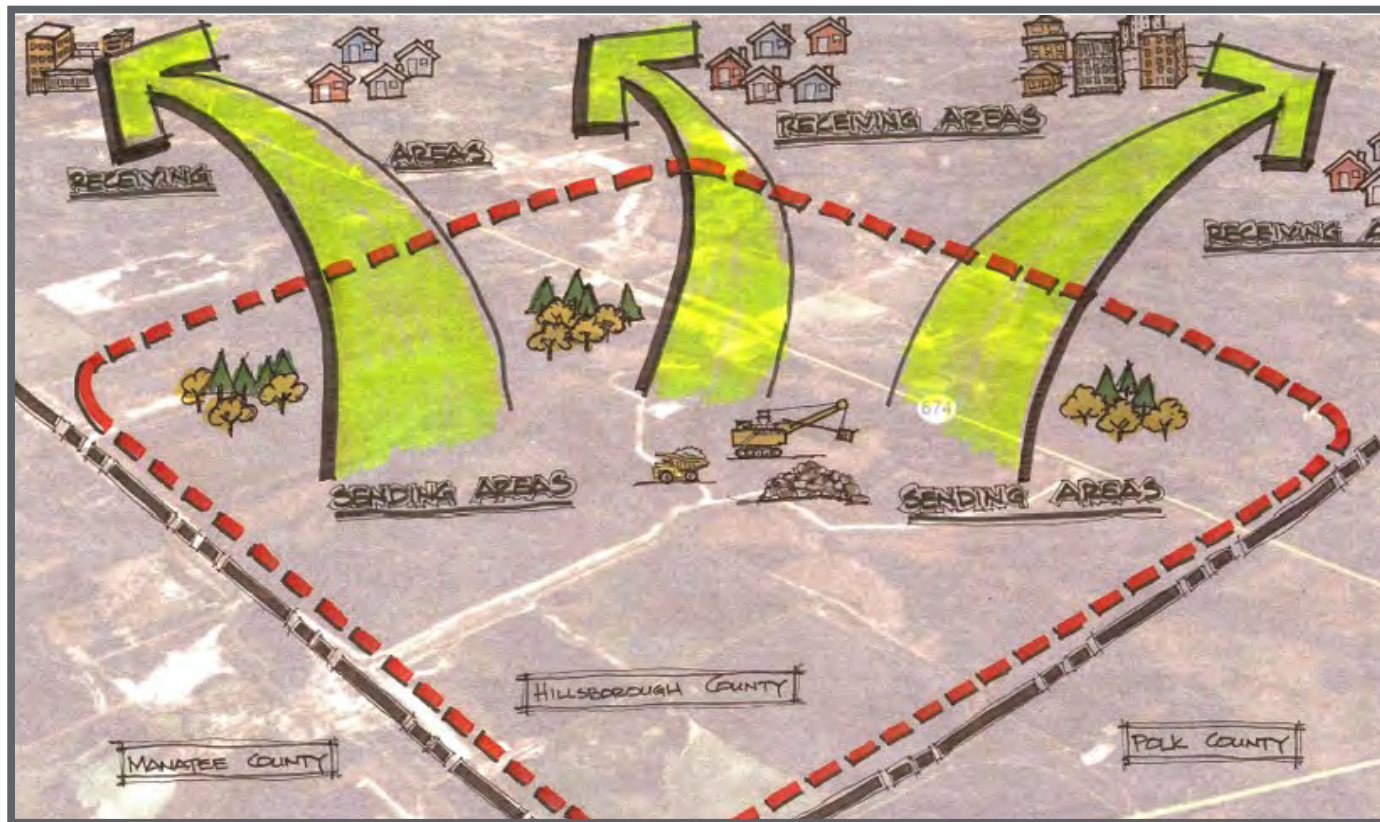 RECEIVING AREAS
RECEIVING AREAS
RECEIVING A
674
SENDING AREAS
SENDING AREAS
HILLSBOROUGH COUNTY
MANATEE COUNTY
POLK COUNTY